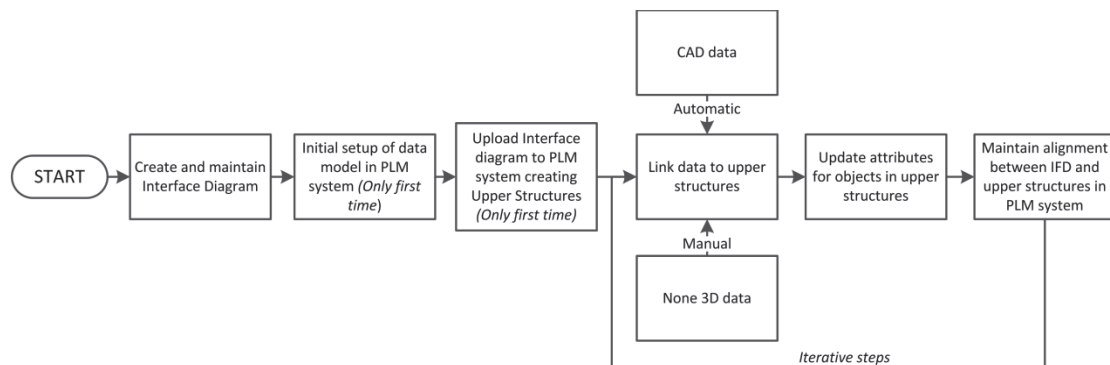 START
Create and maintain
Interface Diagram
Initial setup of data
model in PLM
system (Only first
time)
Upload Interface
diagram to PLM
system creating
Upper Structures
(Only first time)
CAD data
Automatic
Link data to upper
structures
Manual
None 3D data
Update attributes
for objects in upper
structures
Maintain alignment
between IFD and
upper structures in
PLM system
Iterative steps